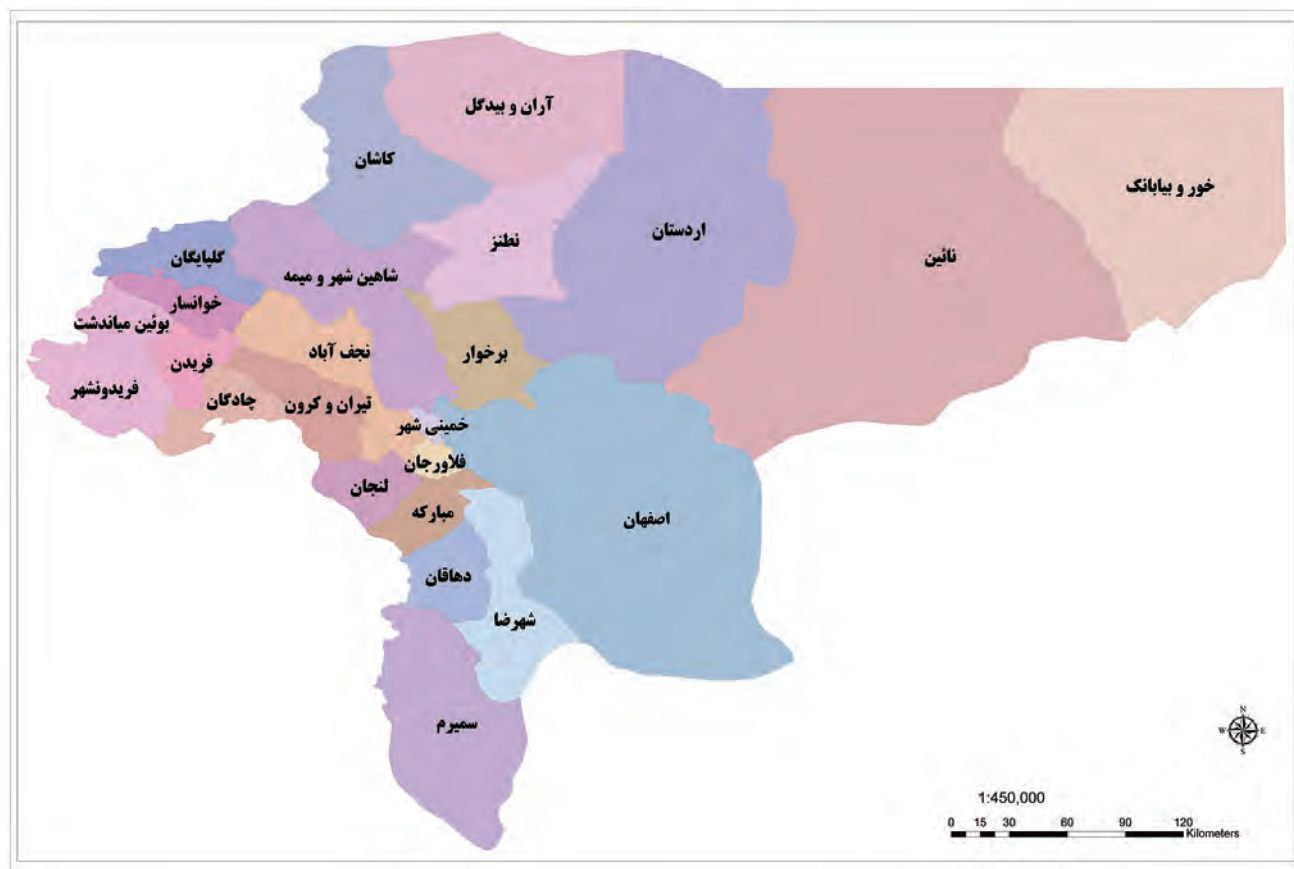 آران و بیدگل
کاشان
خور و بیابانک
اردستان
نطنز
نائین
گلپایگان
شاهین شهر و میمه
خوانسار
بوئین میاندشت
برخوار
نجف آباد
فریدن
فریدونشهر
چادگان
تیران و کرون
خمینی شهر
فلاورجان
لنجان
مبارکه
اصفهان
دهاقان
شهرضا
سمیرم
N
W E
S
1:450,000
0 15 30 60 90 120
Kilometers